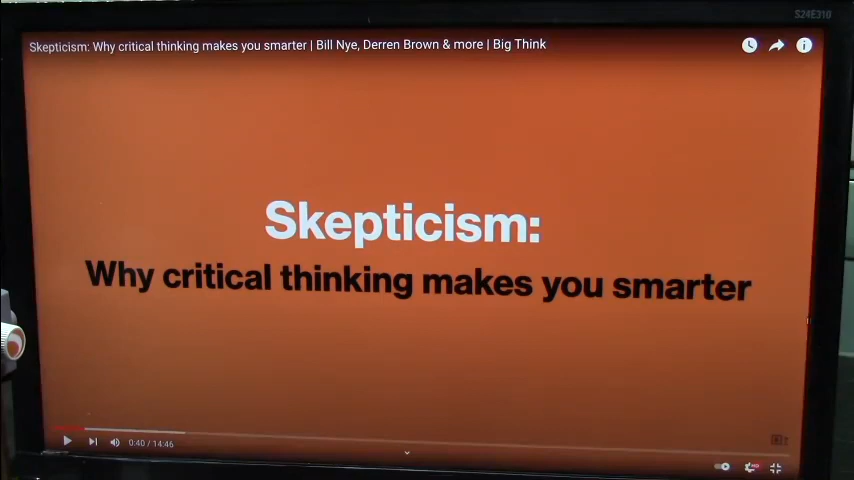 S24E310
Skepticism: Why critical thinking makes you smarter | Bill Nye, Derren Brown & more | Big Think
Skepticism:
Why critical thinking makes you smarter
0:40 / 14:46